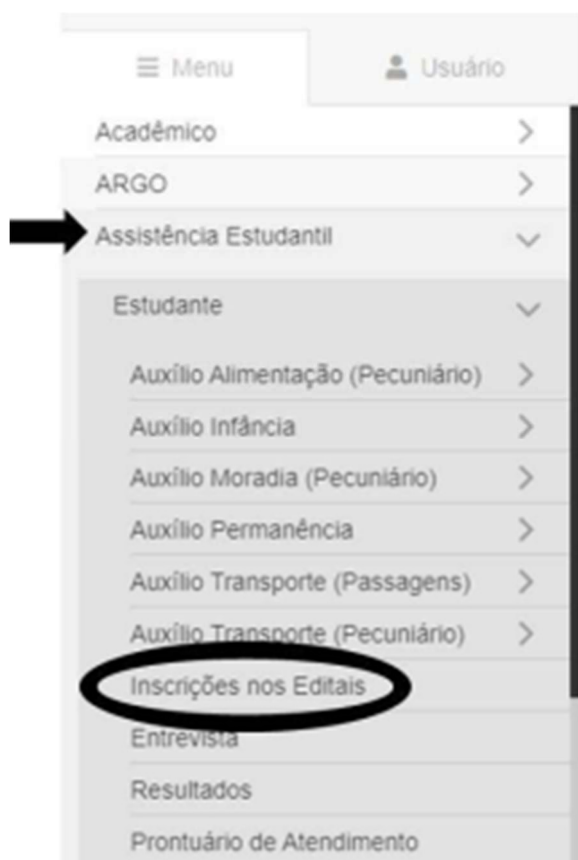 Menu
Usuário
Acadêmico
ARGO
Assistência Estudantil
Estudante
Auxílio Alimentação (Pecuniário)
Auxílio Infância
Auxílio Moradia (Pecuniário)
Auxílio Permanência
Auxílio Transporte (Passagens)
Auxílio Transporte (Pecuniário)
Inscrições nos Editais
Entrevista
Resultados
Prontuário de Atendimento